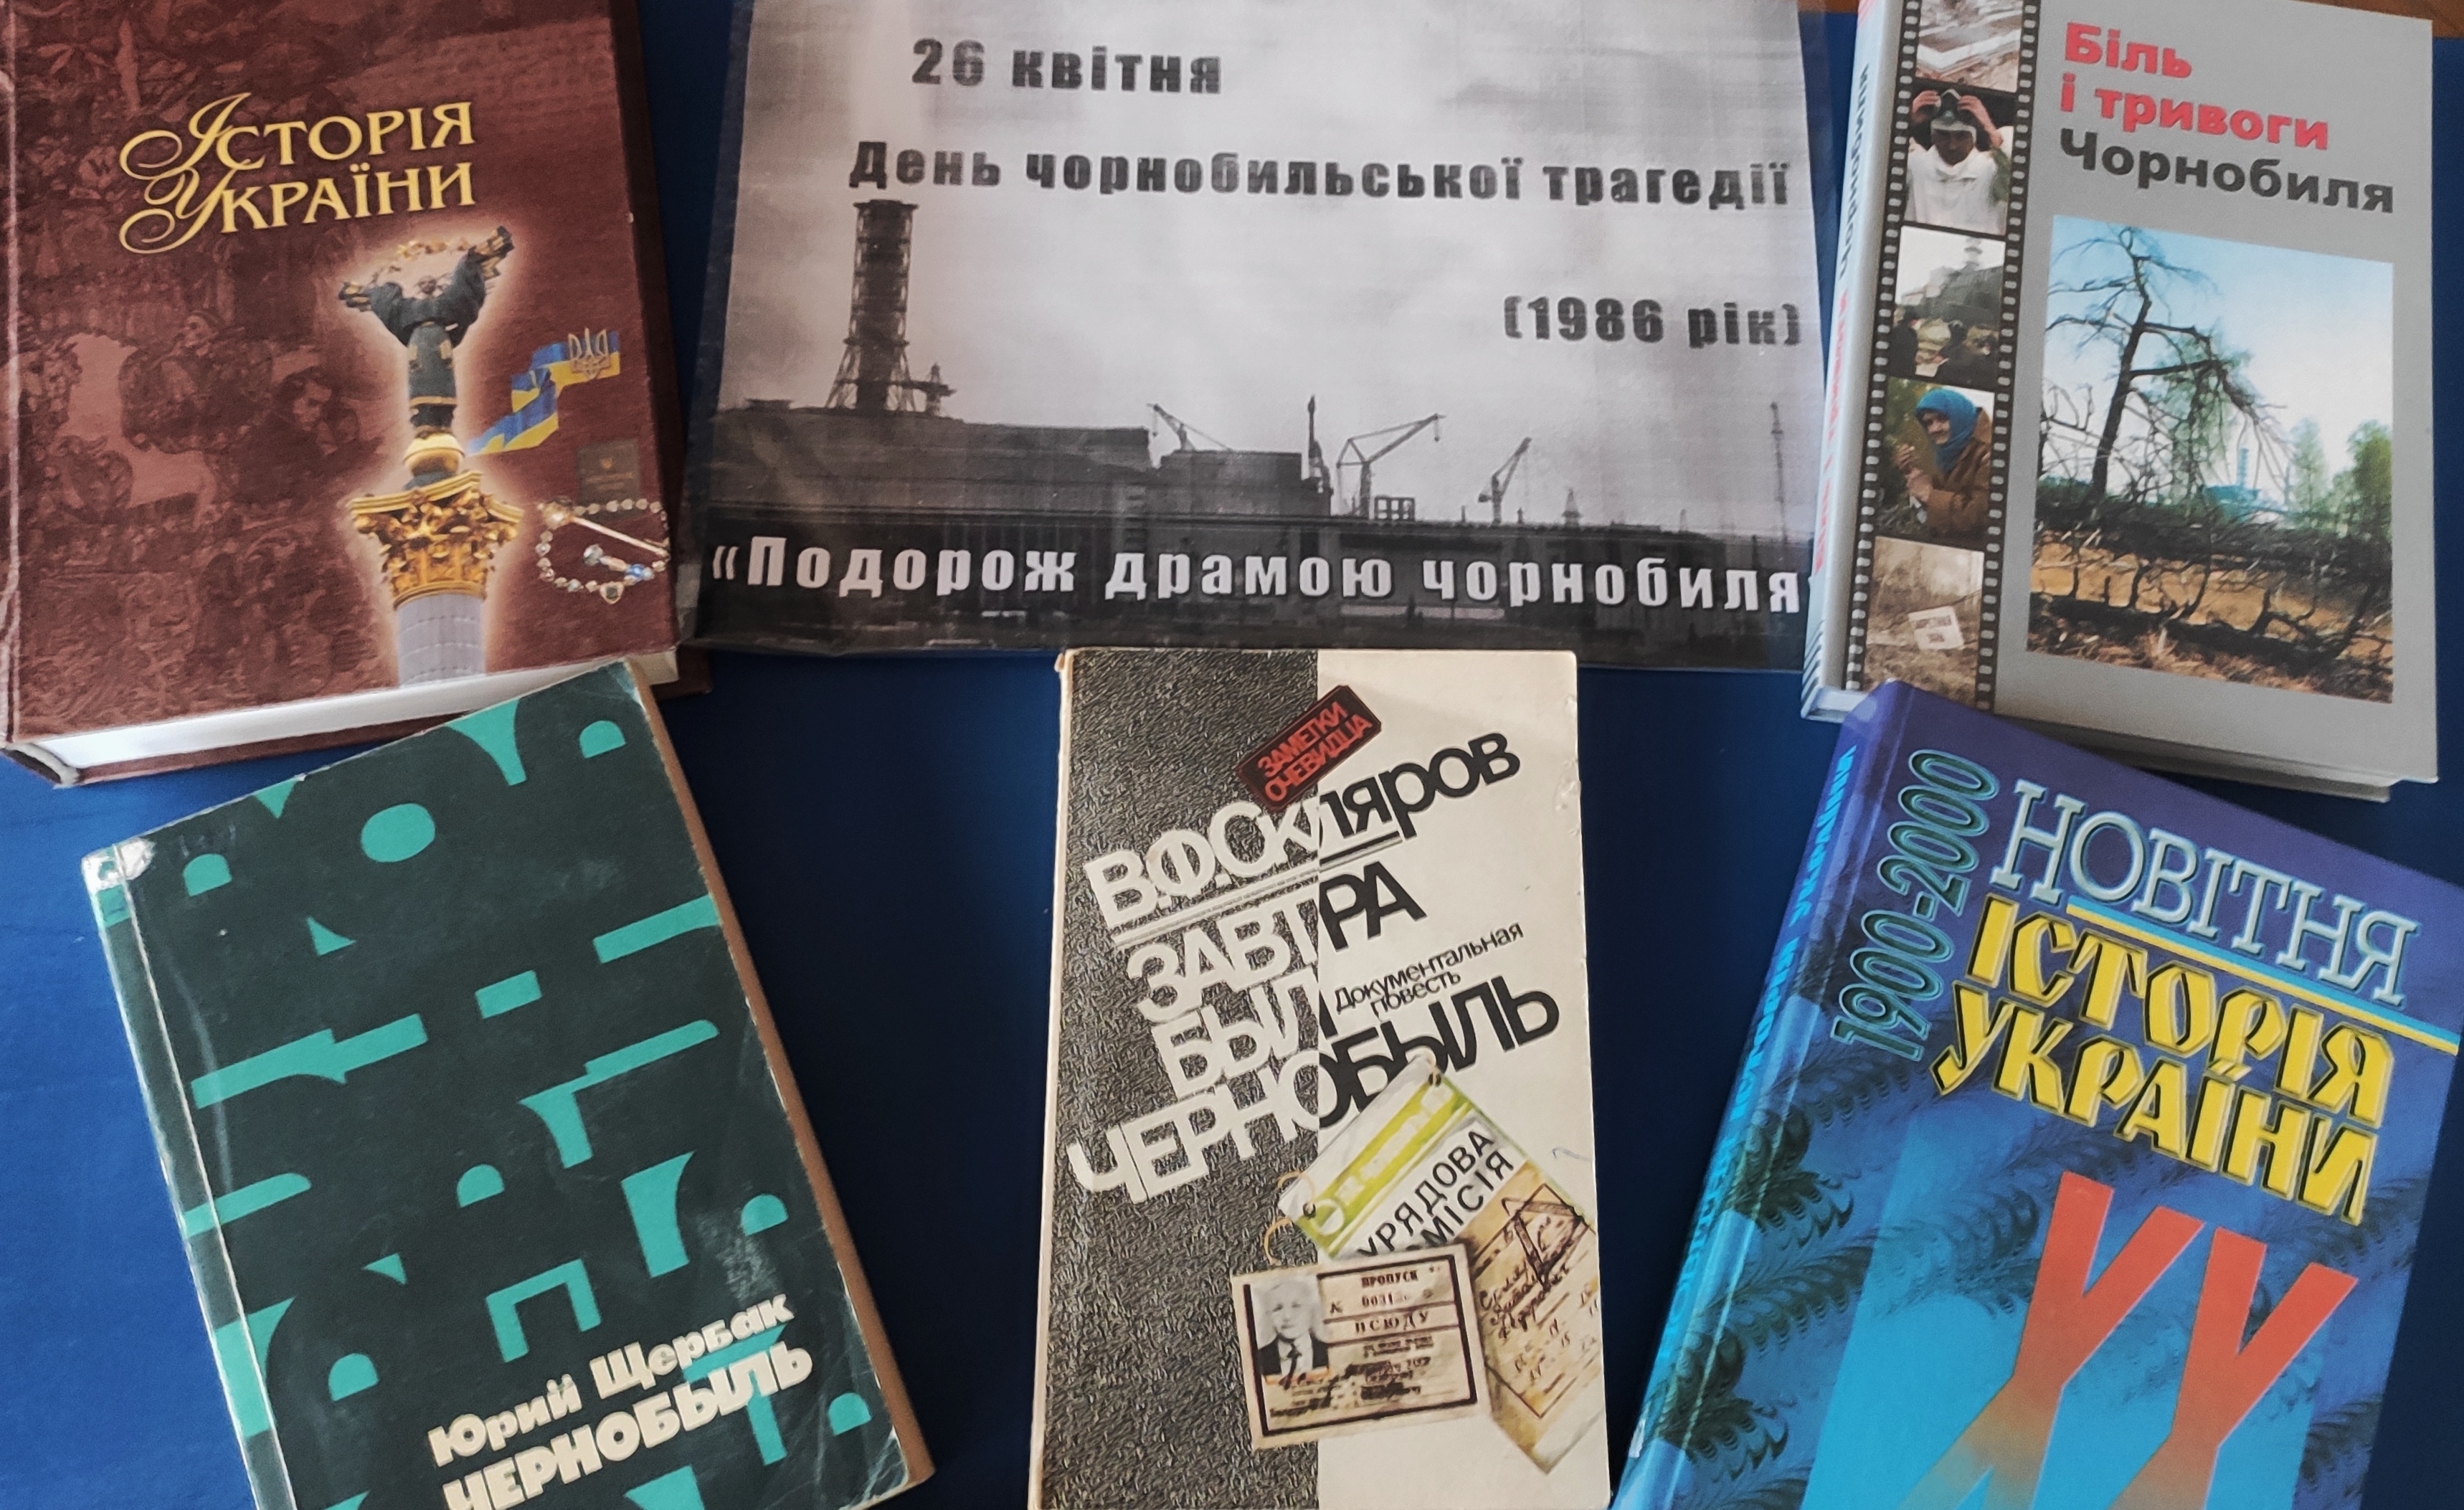 Історія
України
26 квітня
День чорнобильської трагедії
(1986 рік)
«Подорож драмою чорнобиля
Біль
і тривоги
Чорнобиля
Юрий Щербак
ЧЕРНОБЫЛЬ
ЗАМЕТКИ
ОЧЕВИДЦА
В.Ф.Скляров
ЗАВТРА
БЫЛ
Документальная
повесть
ЧЕРНОБЫЛЬ
УРЯДОВА
МІСІЯ
ПРОПУСК
ВСЮДУ
1900-2000
НОВІТНЯ
ІСТОРІЯ
УКРАЇНИ
XX